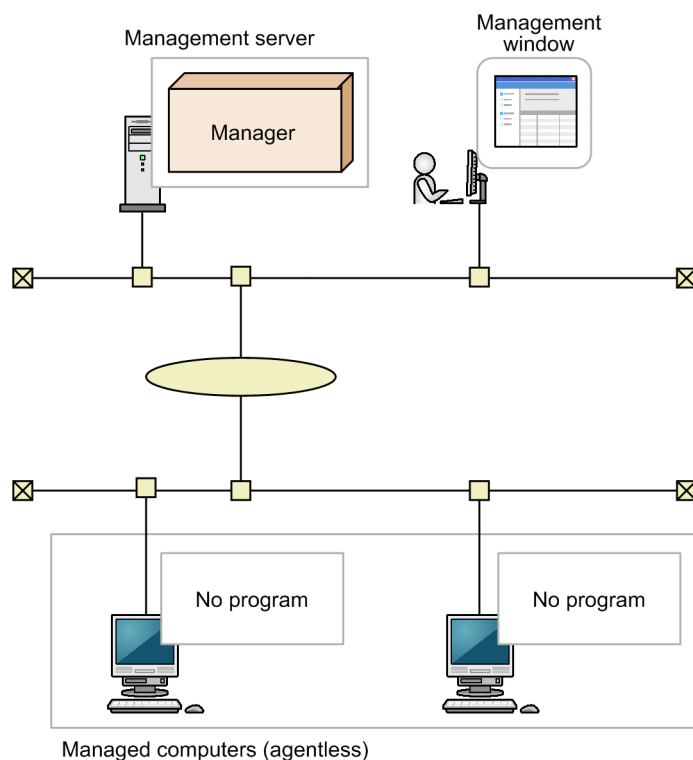 Management server
Management
window
Manager
No program
No program
Managed computers (agentless)